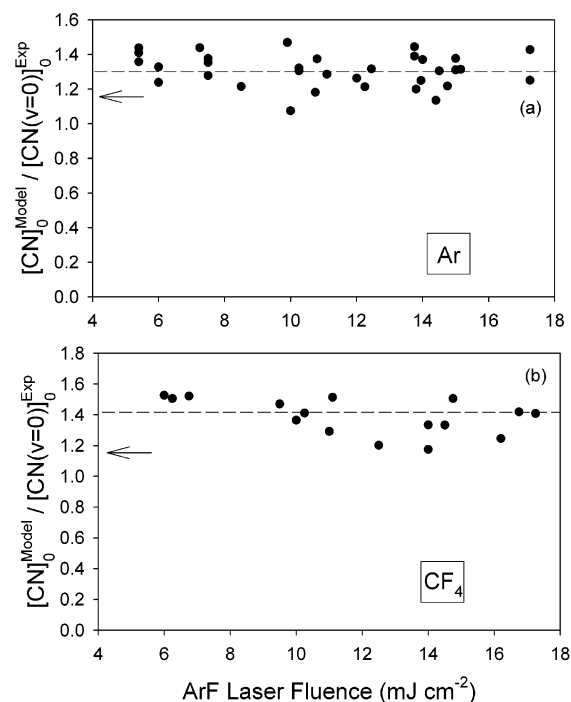 [CN]₀^Model / [CN(v=0)]₀^Exp
1.6
1.4
1.2
1.0
0.8
0.6
0.4
0.2
0.0
(a)
Ar
4 6 8 10 12 14 16 18
[CN]₀^Model / [CN(v=0)]₀^Exp
1.8
1.6
1.4
1.2
1.0
0.8
0.6
0.4
0.2
0.0
(b)
CF₄
4 6 8 10 12 14 16 18
ArF Laser Fluence (mJ cm⁻²)